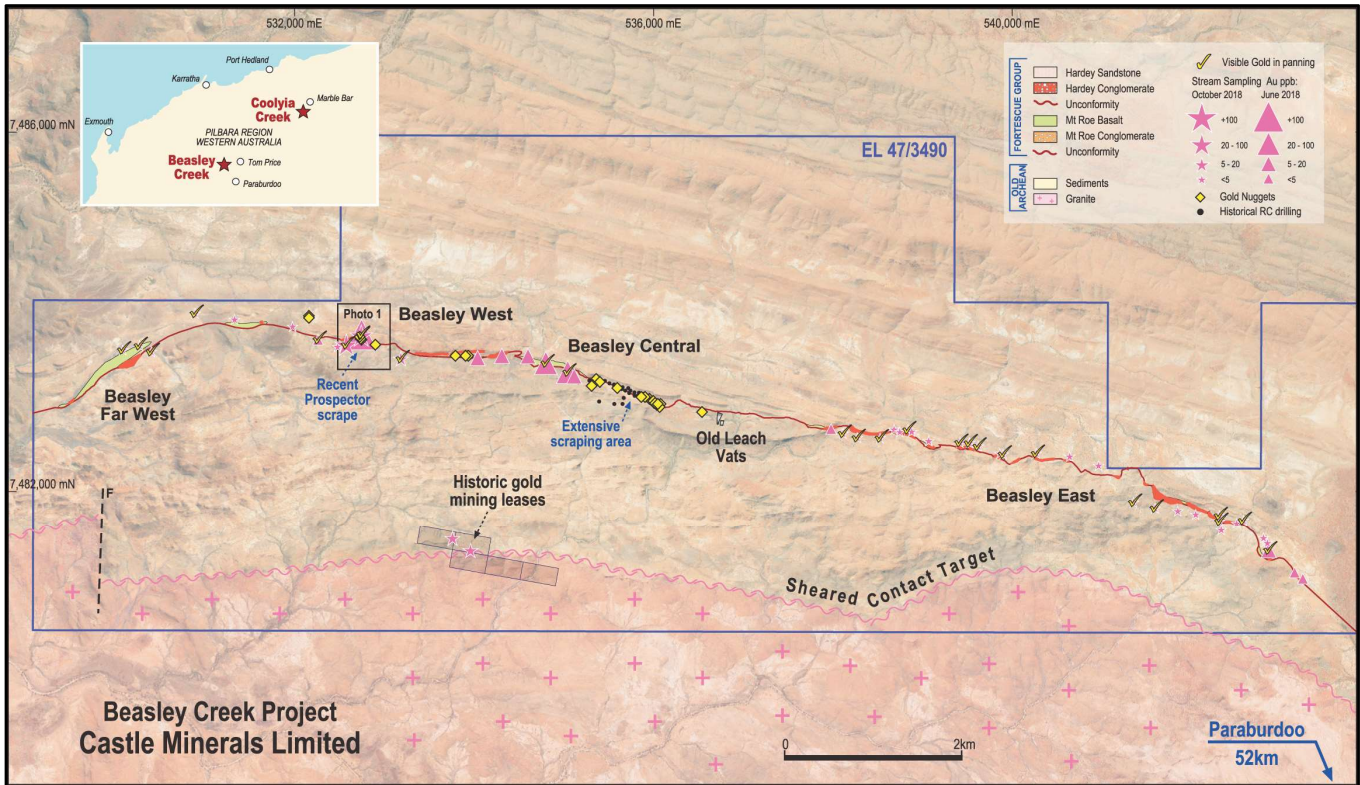 532,000 mE
536,000 mE
540,000 mE
7,486,000 mN
7,482,000 mN
Port Hedland
Karratha
Marble Bar
Coolyia
Creek
Exmouth
PILBARA REGION
WESTERN AUSTRALIA
Beasley
Creek
Tom Price
Paraburdoo
EL 47/3490
FORTESCUE GROUP
Hardey Sandstone
Hardey Conglomerate
Unconformity
Mt Roe Basalt
Mt Roe Conglomerate
Unconformity
OLD
ARCHEAN
Sediments
Granite
Visible Gold in panning
Stream Sampling Au ppb:
October 2018 June 2018
+100 +100
20 - 100 20 - 100
5 - 20 5 - 20
<5 <5
Gold Nuggets
Historical RC drilling
Photo 1
Beasley West
Beasley Central
Beasley
Far West
Recent
Prospector
scrape
Extensive
scraping area
Old Leach
Vats
Beasley East
Historic gold
mining leases
F
Sheared Contact Target
Beasley Creek Project
Castle Minerals Limited
0 2km
Paraburdoo
52km